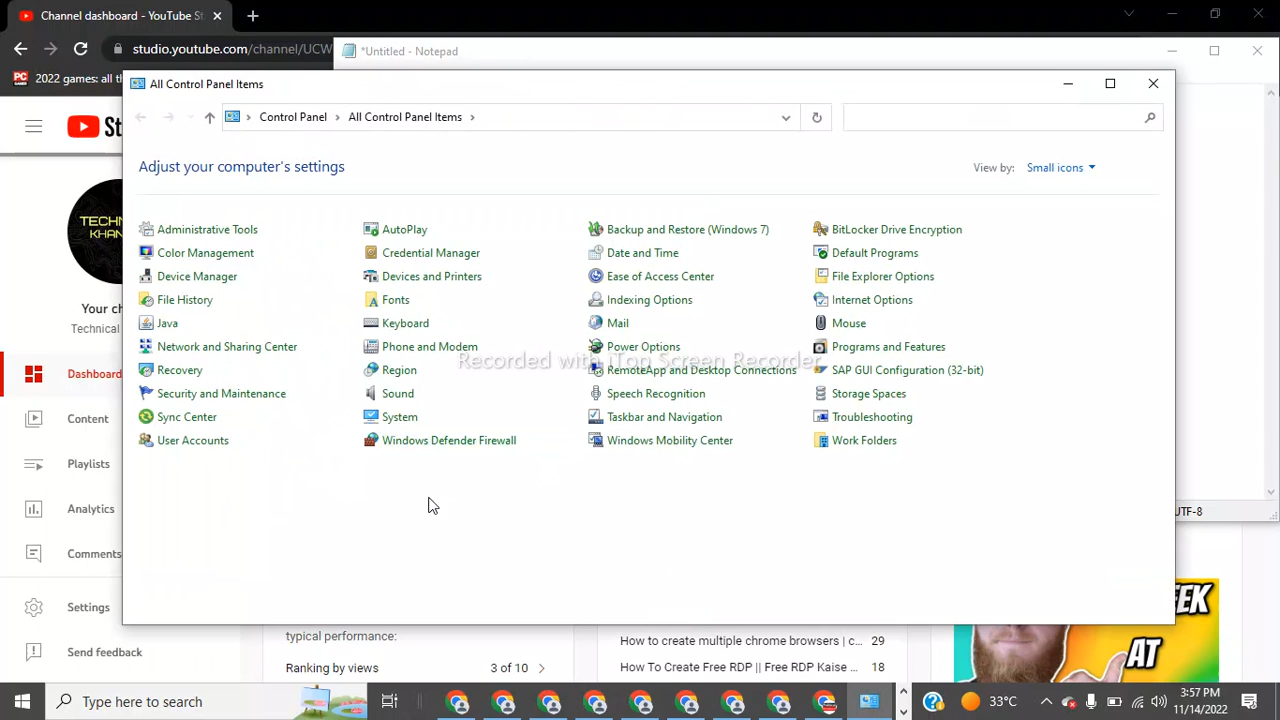 Channel dashboard - YouTube St
*Untitled - Notepad
studio.youtube.com/channel/UCW
2022 games: all th
All Control Panel Items
Control Panel > All Control Panel Items >
St
Adjust your computer's settings
View by: Small icons
Administrative Tools AutoPlay Backup and Restore (Windows 7) BitLocker Drive Encryption
Color Management Credential Manager Date and Time Default Programs
Device Manager Devices and Printers Ease of Access Center File Explorer Options
File History Fonts Indexing Options Internet Options
Java Keyboard Mail Mouse
Network and Sharing Center Phone and Modem Power Options Programs and Features
Recorded with iTop Screen Recorder
Recovery Region RemoteApp and Desktop Connections SAP GUI Configuration (32-bit)
Security and Maintenance Sound Speech Recognition Storage Spaces
Sync Center System Taskbar and Navigation Troubleshooting
User Accounts Windows Defender Firewall Windows Mobility Center Work Folders
TECHN
KHAN
Your ch
Technical
Dashboard
Content
Playlists
Analytics
Comments
Settings
Send feedback
UTF-8
typical performance:
Ranking by views 3 of 10
How to create multiple chrome browsers | c... 29
How To Create Free RDP || Free RDP Kaise ... 18
EEK
AT
Type here to search
33°C
3:57 PM
11/14/2022